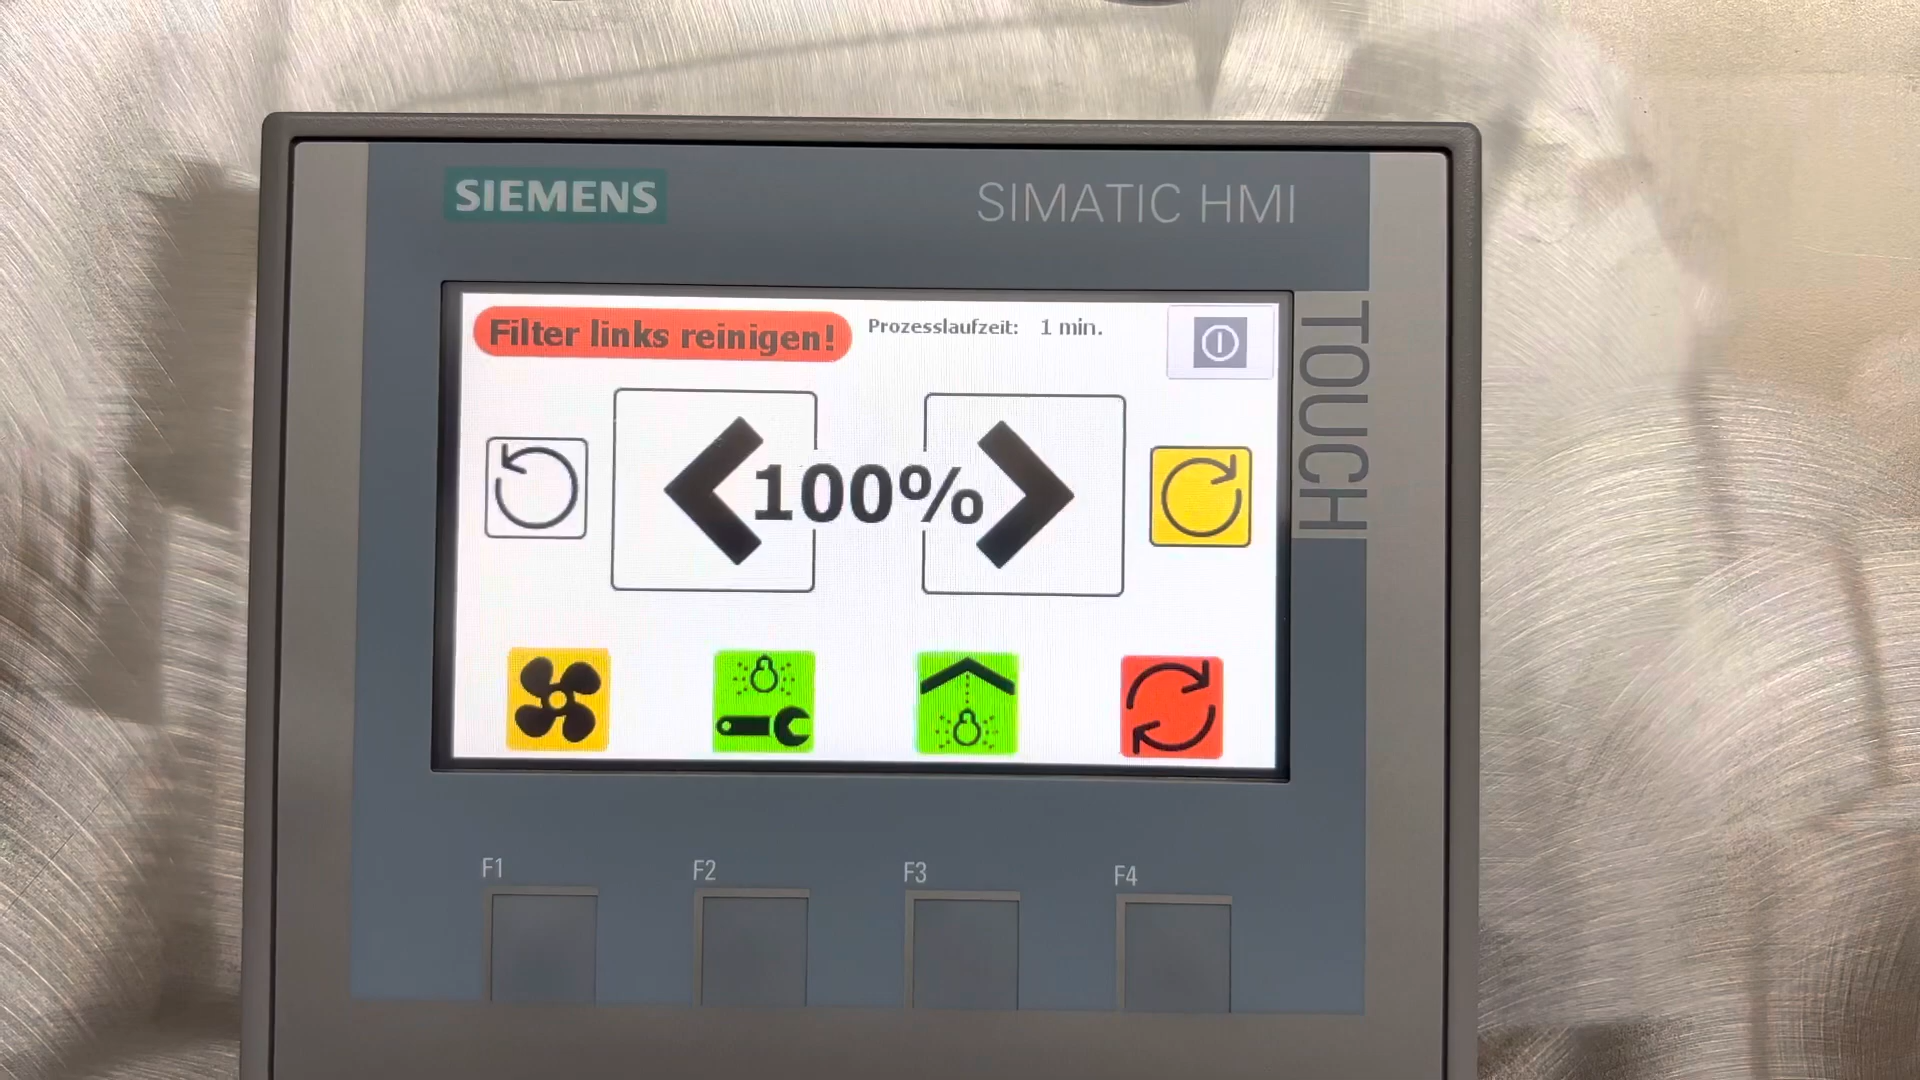 SIEMENS
SIMATIC HMI
TOUCH
Filter links reinigen!
Prozesslaufzeit: 1 min.
100%
F1
F2
F3
F4